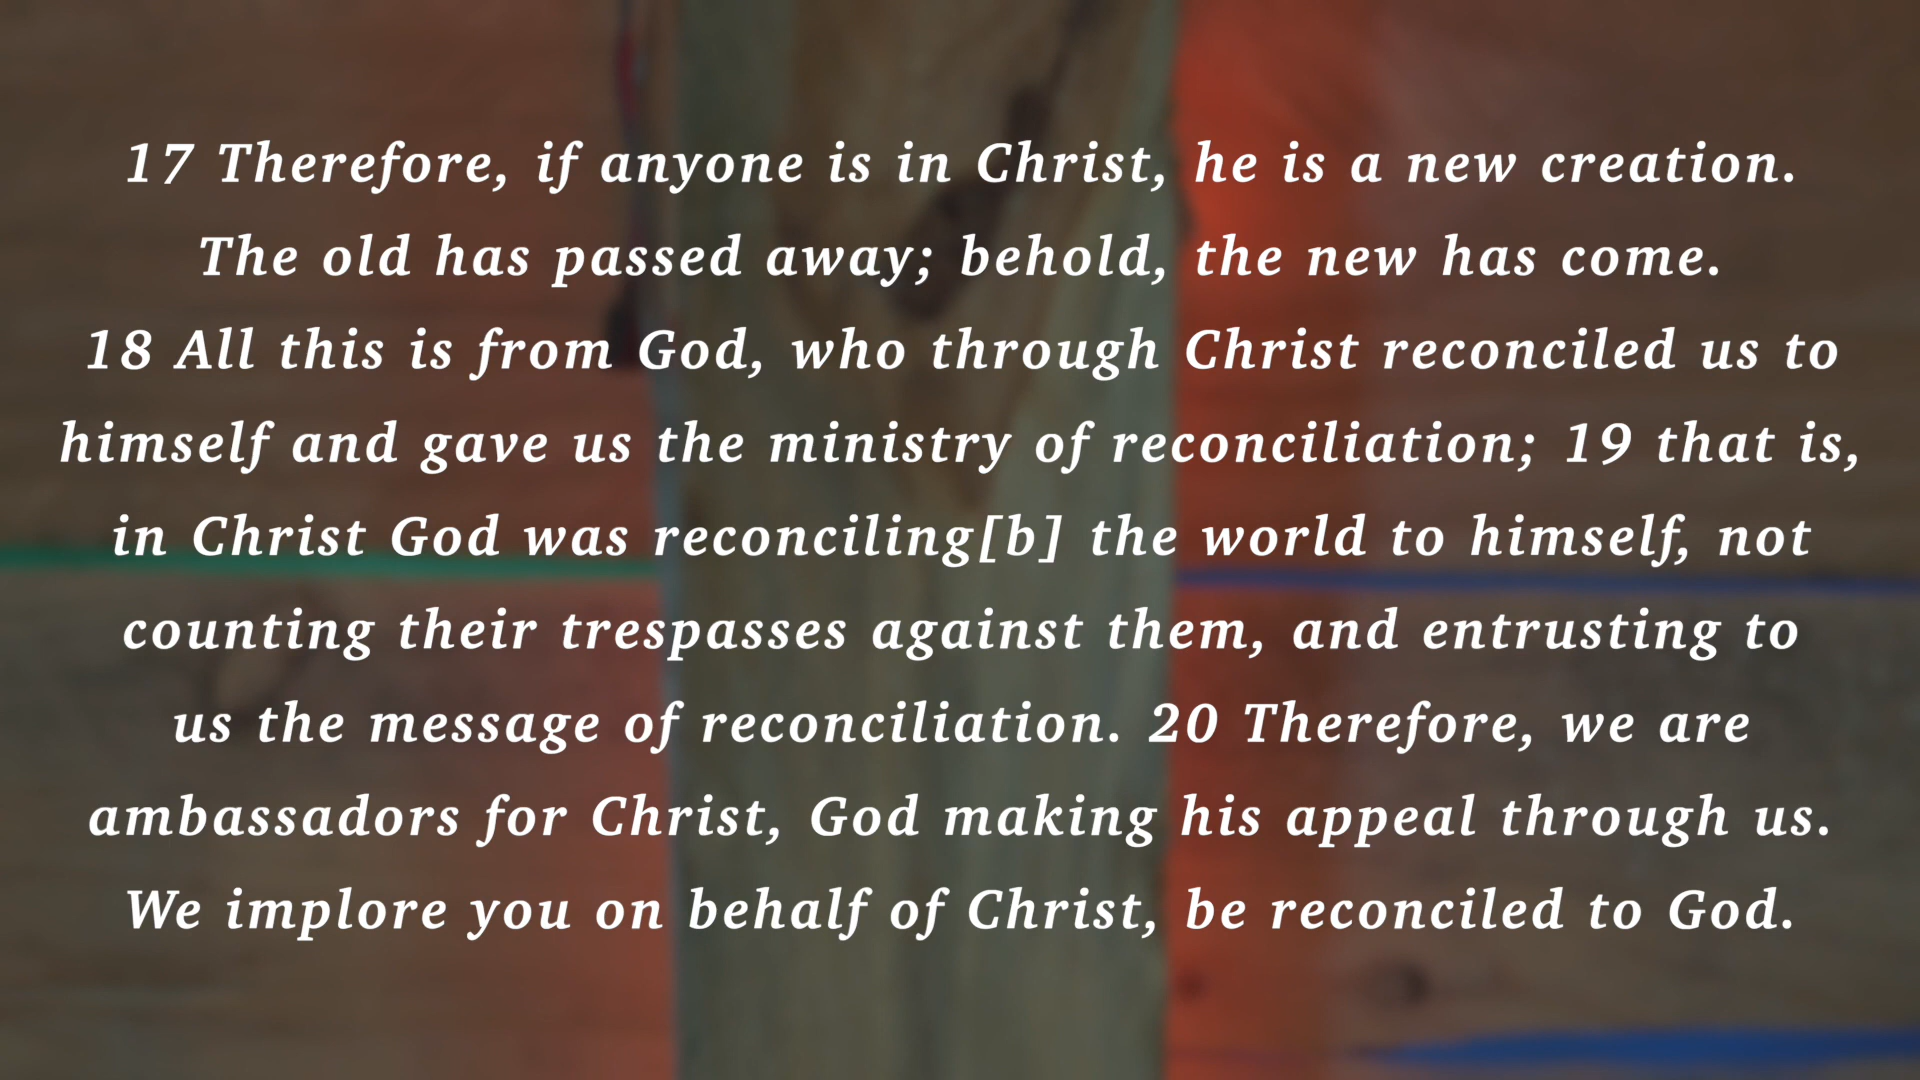 17 Therefore, if anyone is in Christ, he is a new creation.
The old has passed away; behold, the new has come.
18 All this is from God, who through Christ reconciled us to
himself and gave us the ministry of reconciliation; 19 that is,
in Christ God was reconciling[b] the world to himself, not
counting their trespasses against them, and entrusting to
us the message of reconciliation. 20 Therefore, we are
ambassadors for Christ, God making his appeal through us.
We implore you on behalf of Christ, be reconciled to God.